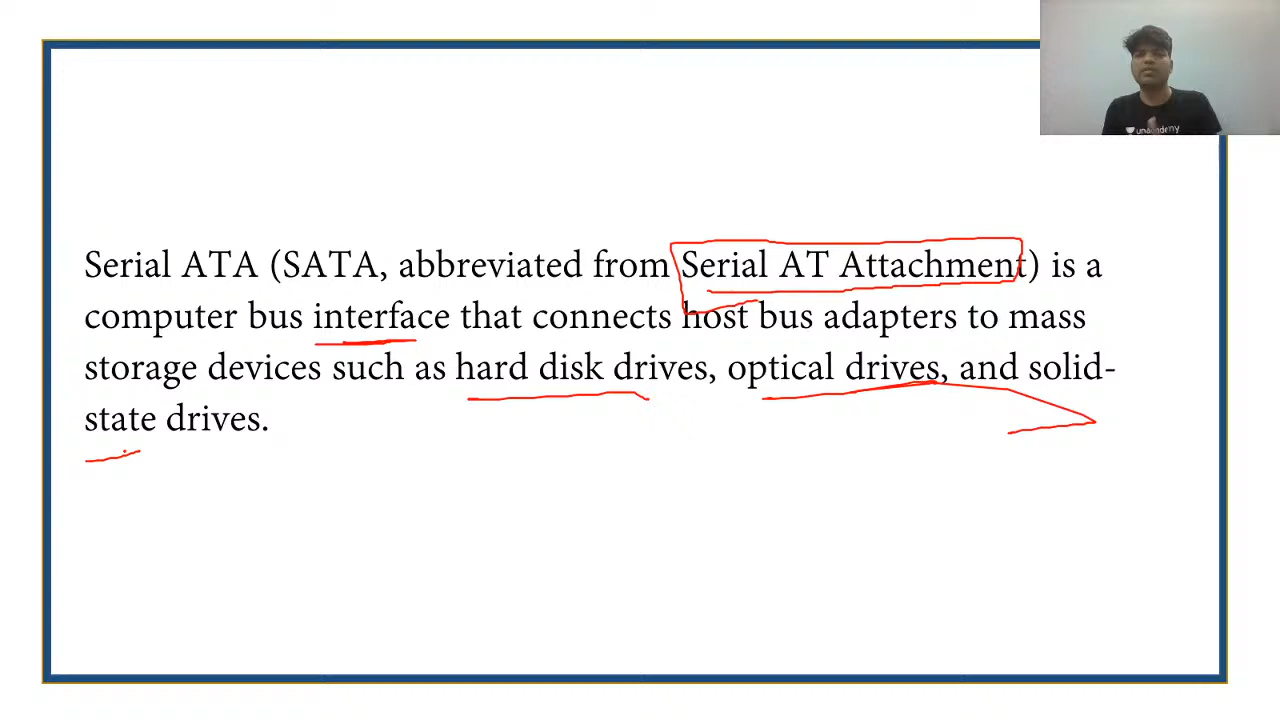 unacademy
Serial ATA (SATA, abbreviated from Serial AT Attachment) is a
computer bus interface that connects host bus adapters to mass
storage devices such as hard disk drives, optical drives, and solid-
state drives.